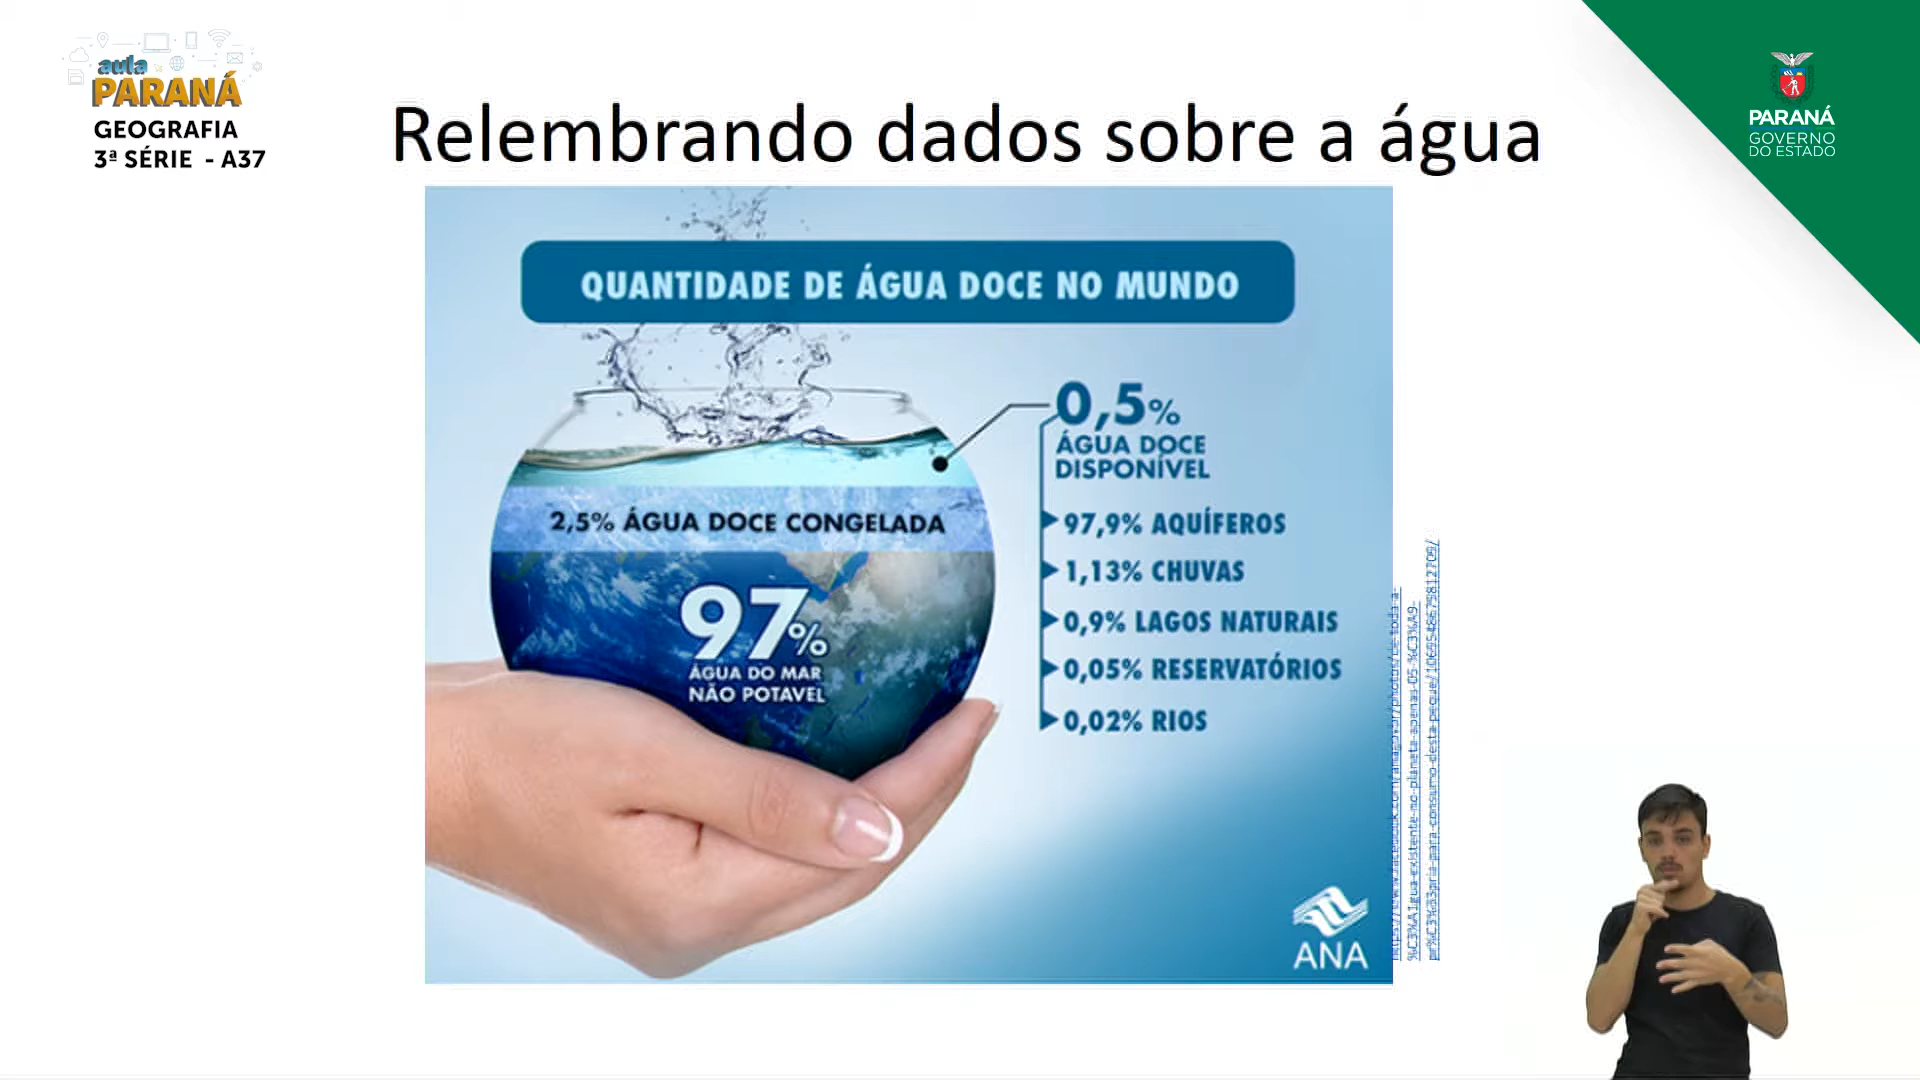 aula
PARANÁ
GEOGRAFIA
3ª SÉRIE - A37
Relembrando dados sobre a água
PARANÁ
GOVERNO
DO ESTADO
QUANTIDADE DE ÁGUA DOCE NO MUNDO
0,5%
ÁGUA DOCE
DISPONÍVEL
97,9% AQUÍFEROS
1,13% CHUVAS
0,9% LAGOS NATURAIS
0,05% RESERVATÓRIOS
0,02% RIOS
2,5% ÁGUA DOCE CONGELADA
97%
ÁGUA DO MAR
NÃO POTAVEL
ANA